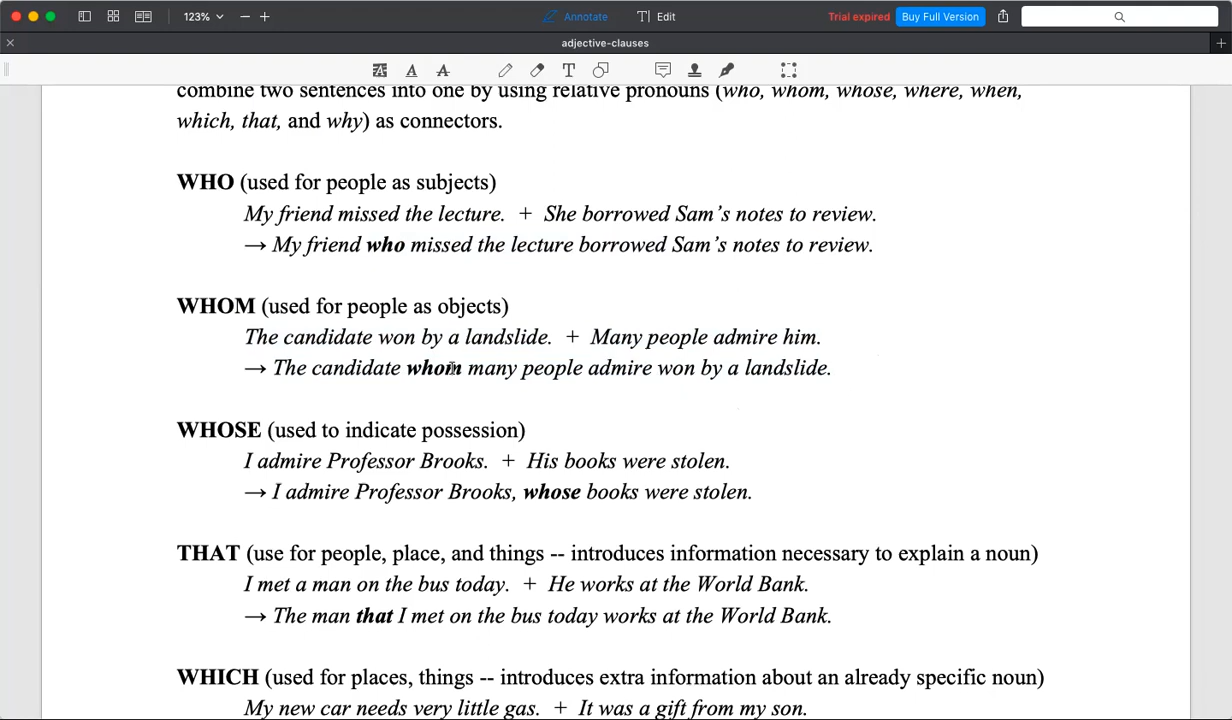 123%
Annotate
T Edit
Trial expired
Buy Full Version
adjective-clauses
combine two sentences into one by using relative pronouns (who, whom, whose, where, when,
which, that, and why) as connectors.
WHO (used for people as subjects)
My friend missed the lecture. + She borrowed Sam’s notes to review.
→ My friend who missed the lecture borrowed Sam’s notes to review.
WHOM (used for people as objects)
The candidate won by a landslide. + Many people admire him.
→ The candidate whom many people admire won by a landslide.
WHOSE (used to indicate possession)
I admire Professor Brooks. + His books were stolen.
→ I admire Professor Brooks, whose books were stolen.
THAT (use for people, place, and things -- introduces information necessary to explain a noun)
I met a man on the bus today. + He works at the World Bank.
→ The man that I met on the bus today works at the World Bank.
WHICH (used for places, things -- introduces extra information about an already specific noun)
My new car needs very little gas. + It was a gift from my son.